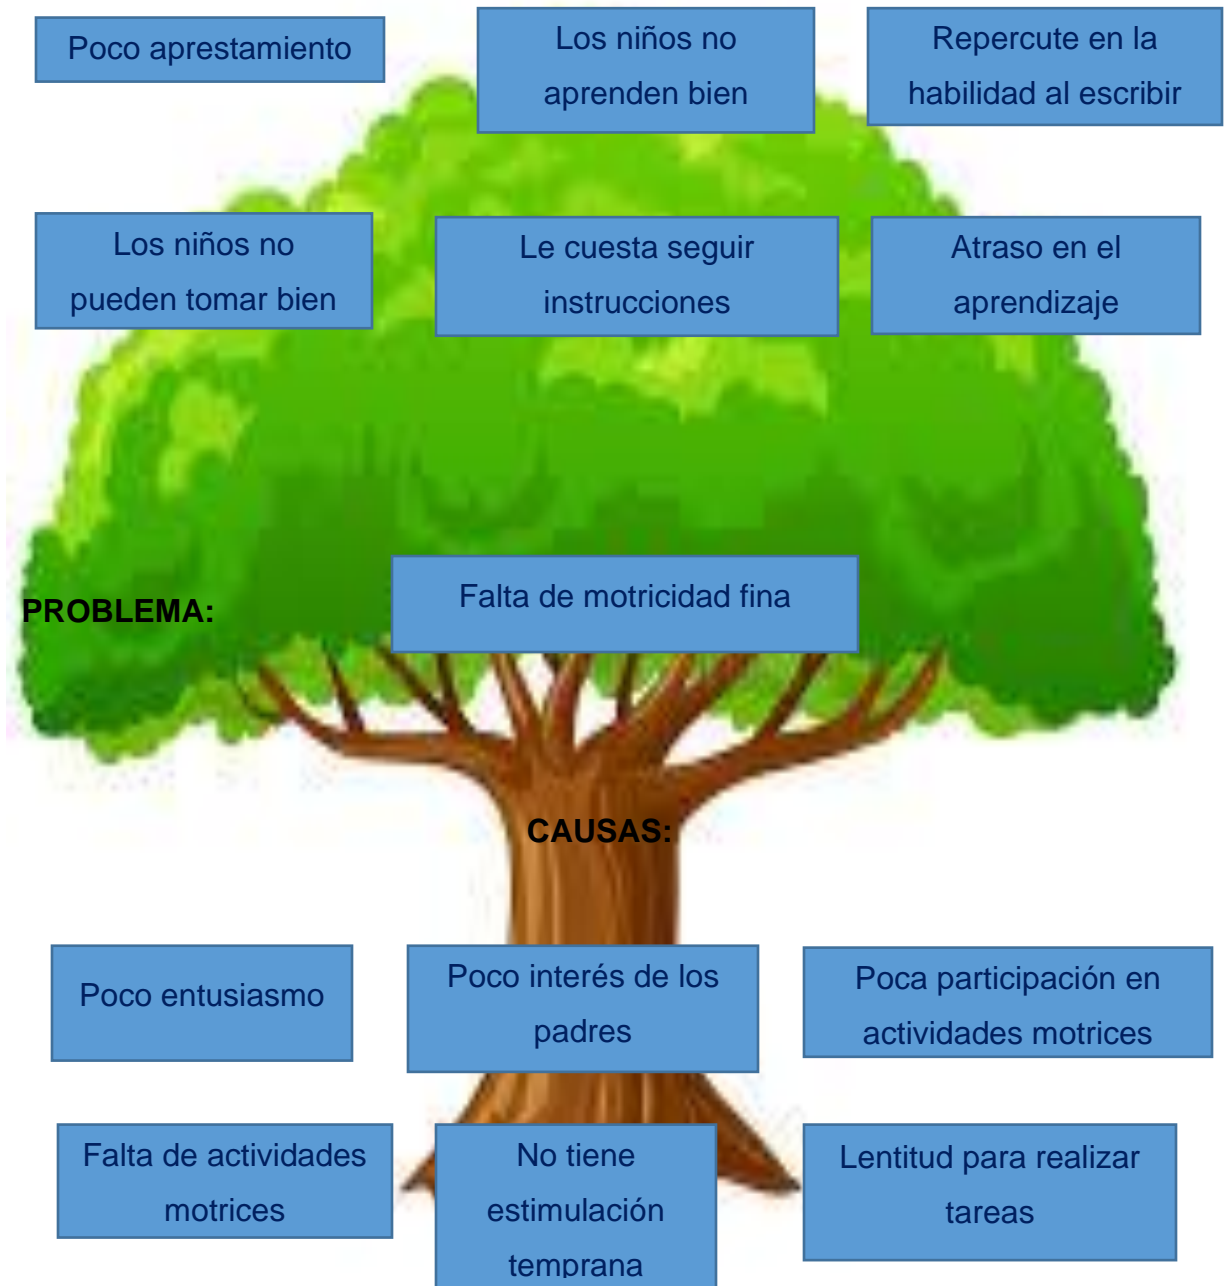 Poco aprestamiento
Los niños no
aprenden bien
Repercute en la
habilidad al escribir
Los niños no
pueden tomar bien
Le cuesta seguir
instrucciones
Atraso en el
aprendizaje
PROBLEMA:
Falta de motricidad fina
CAUSAS:
Poco entusiasmo
Poco interés de los
padres
Poca participación en
actividades motrices
Falta de actividades
motrices
No tiene
estimulación
temprana
Lentitud para realizar
tareas